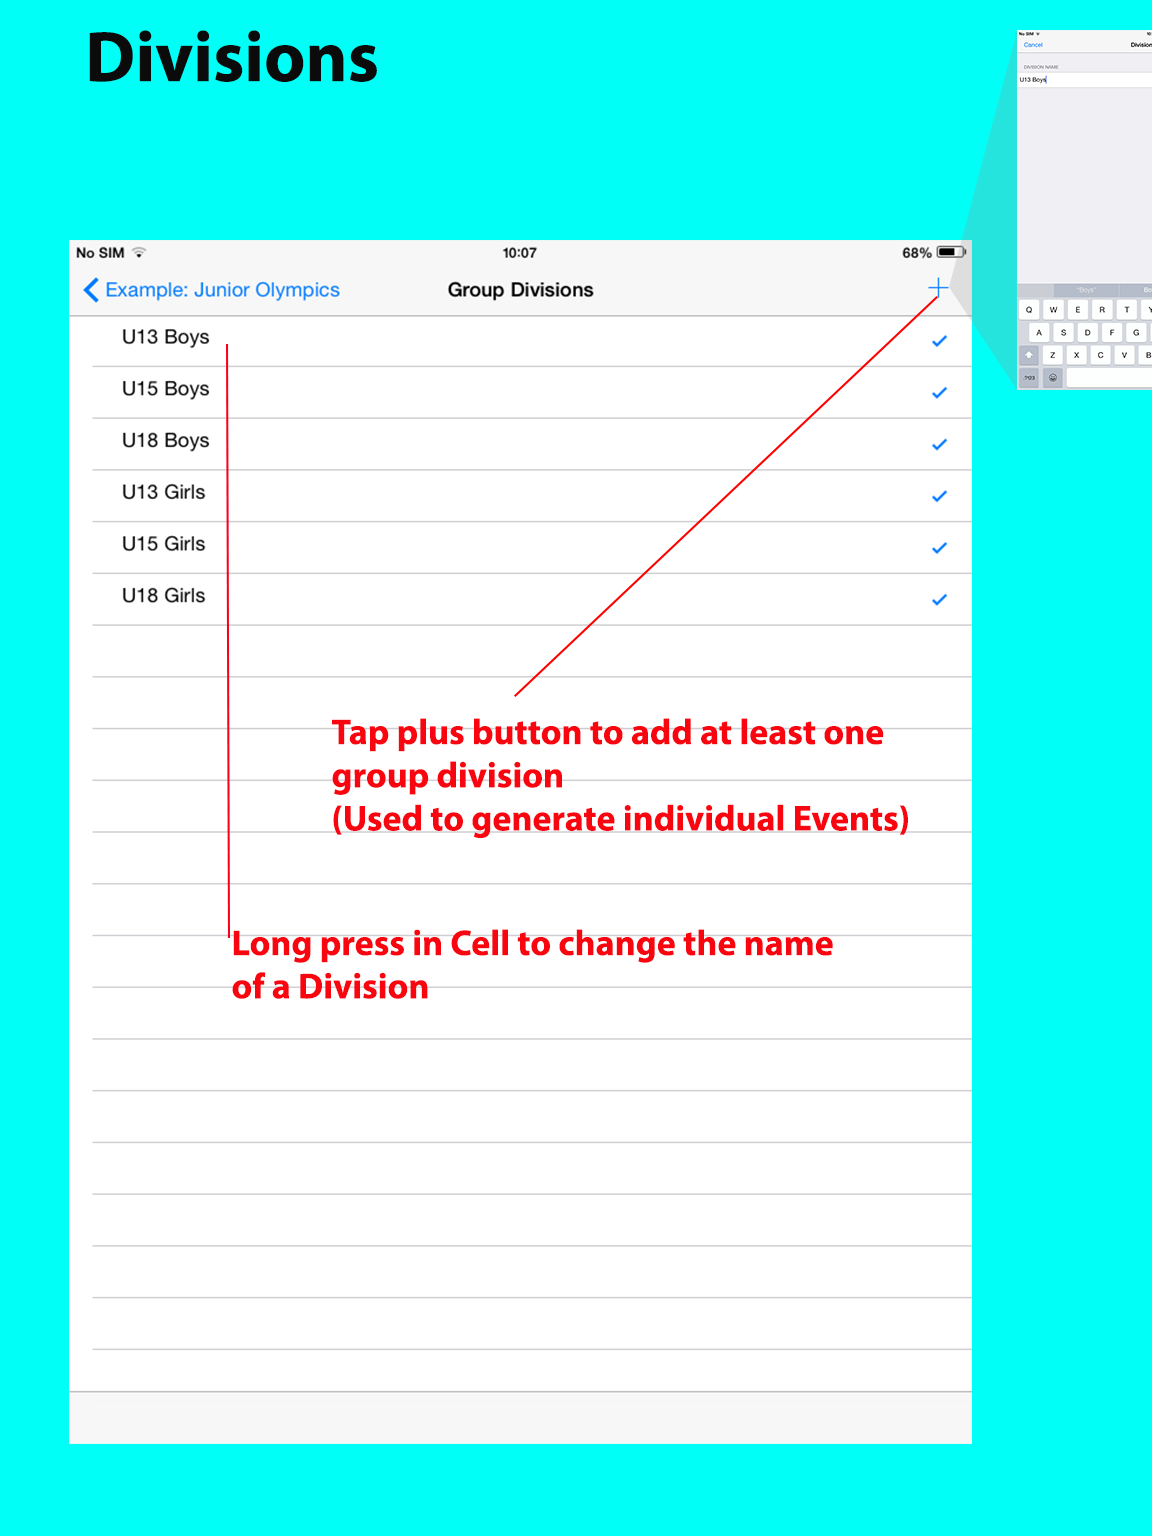 Divisions
No SIM
Cancel
Division
DIVISION NAME
U13 Boys
"Boys"
Q W E R T Y
A S D F G
Z X C V B
.?123
No SIM 10:07 68%
Example: Junior Olympics Group Divisions
U13 Boys
U15 Boys
U18 Boys
U13 Girls
U15 Girls
U18 Girls
Tap plus button to add at least one
group division
(Used to generate individual Events)
Long press in Cell to change the name
of a Division